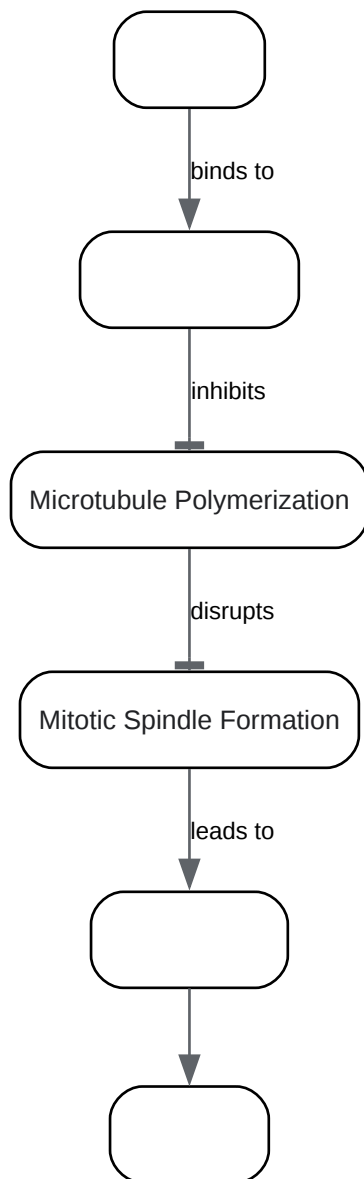 binds to
inhibits
Microtubule Polymerization
disrupts
Mitotic Spindle Formation
leads to